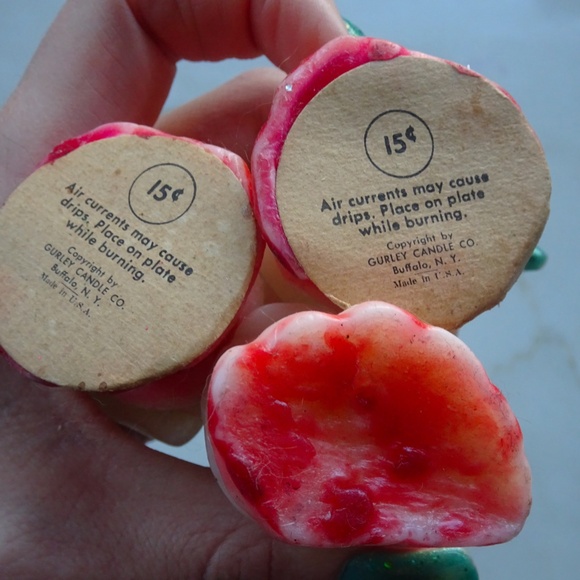 15¢
Air currents may cause
drips. Place on plate
while burning.
Copyright by
GURLEY CANDLE CO.
Buffalo, N. Y.
Made in U.S.A.
15¢
Air currents may cause
drips. Place on plate
while burning.
Copyright by
GURLEY CANDLE CO.
Buffalo, N. Y.
Made in U.S.A.